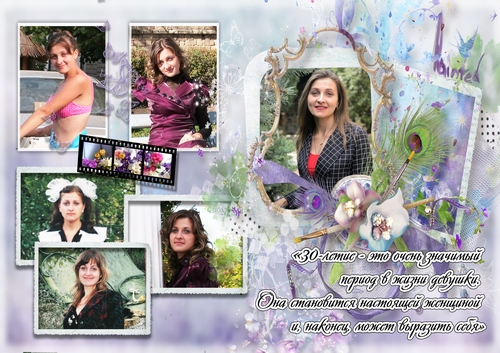 «30-летие - это очень значимый
период в жизни девушки.
Она становится настоящей женщиной
и, наконец, может выразить себя»